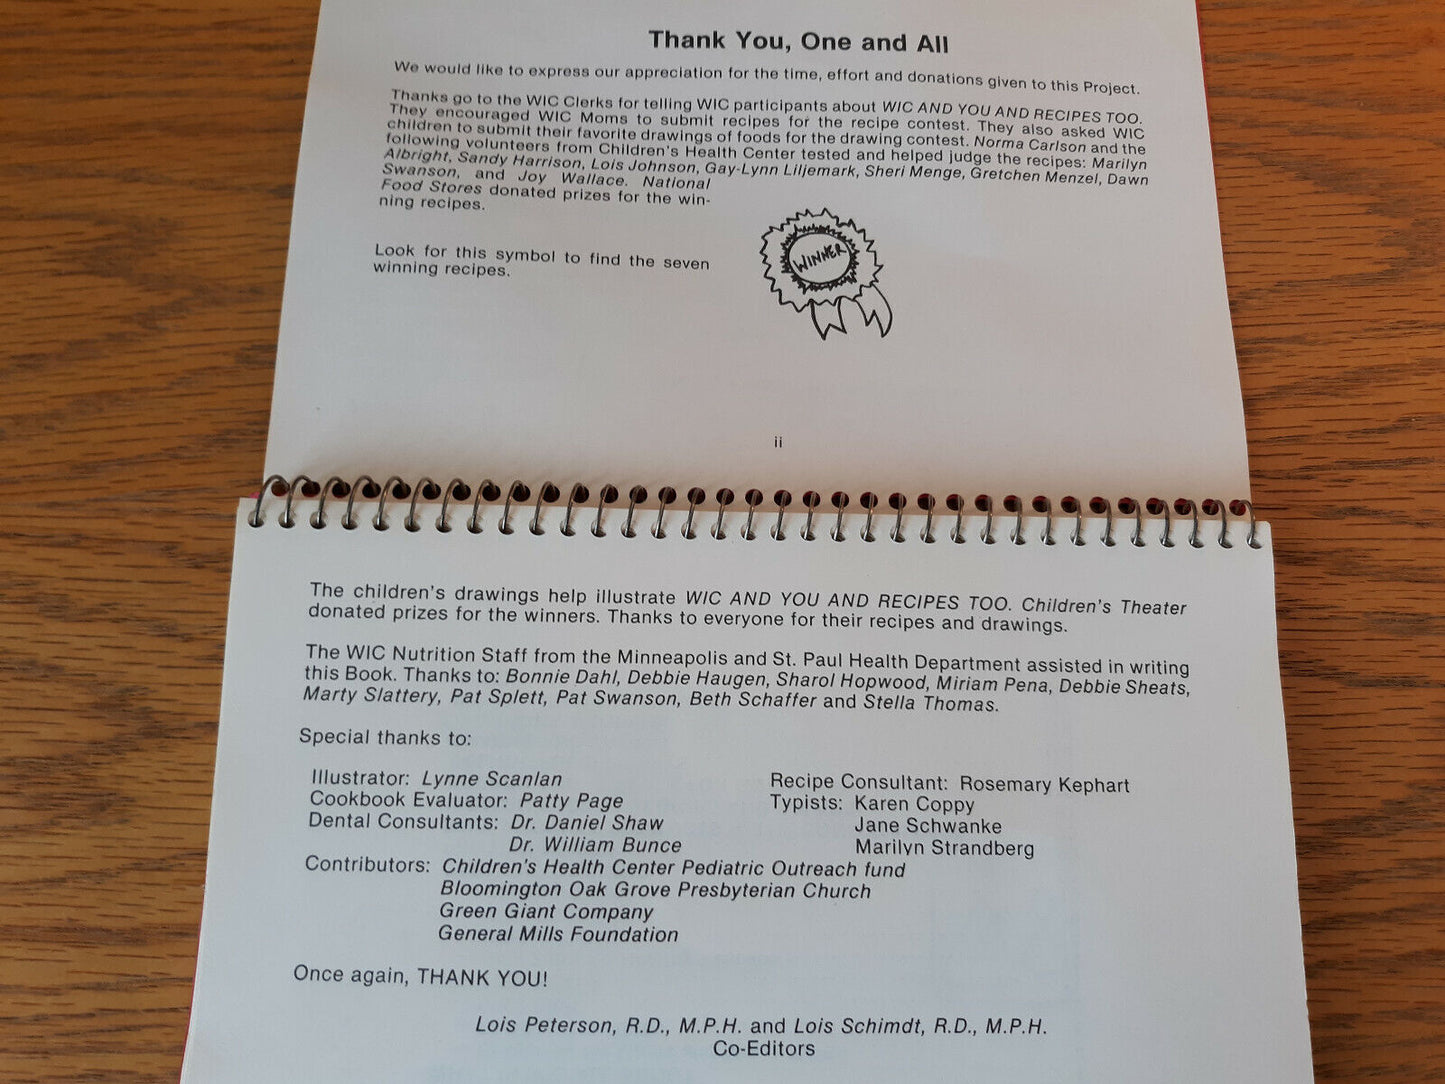 Thank You, One and All
We would like to express our appreciation for the time, effort and donations given to this Project.
Thanks go to the WIC Clerks for telling WIC participants about WIC AND YOU AND RECIPES TOO.
They encouraged WIC Moms to submit recipes for the recipe contest. They also asked WIC
children to submit their favorite drawings of foods for the drawing contest. Norma Carlson and the
following volunteers from Children's Health Center tested and helped judge the recipes: Marilyn
Albright, Sandy Harrison, Lois Johnson, Gay-Lynn Liljemark, Sheri Menge, Gretchen Menzel, Dawn
Swanson, and Joy Wallace. National
Food Stores donated prizes for the win-
ning recipes.
Look for this symbol to find the seven
winning recipes.
WINNER
ii
The children's drawings help illustrate WIC AND YOU AND RECIPES TOO. Children's Theater
donated prizes for the winners. Thanks to everyone for their recipes and drawings.
The WIC Nutrition Staff from the Minneapolis and St. Paul Health Department assisted in writing
this Book. Thanks to: Bonnie Dahl, Debbie Haugen, Sharol Hopwood, Miriam Pena, Debbie Sheats,
Marty Slattery, Pat Splett, Pat Swanson, Beth Schaffer and Stella Thomas.
Special thanks to:
Illustrator: Lynne Scanlan
Cookbook Evaluator: Patty Page
Dental Consultants: Dr. Daniel Shaw
Dr. William Bunce
Recipe Consultant: Rosemary Kephart
Typists: Karen Coppy
Jane Schwanke
Marilyn Strandberg
Contributors: Children's Health Center Pediatric Outreach fund
Bloomington Oak Grove Presbyterian Church
Green Giant Company
General Mills Foundation
Once again, THANK YOU!
Lois Peterson, R.D., M.P.H. and Lois Schimdt, R.D., M.P.H.
Co-Editors